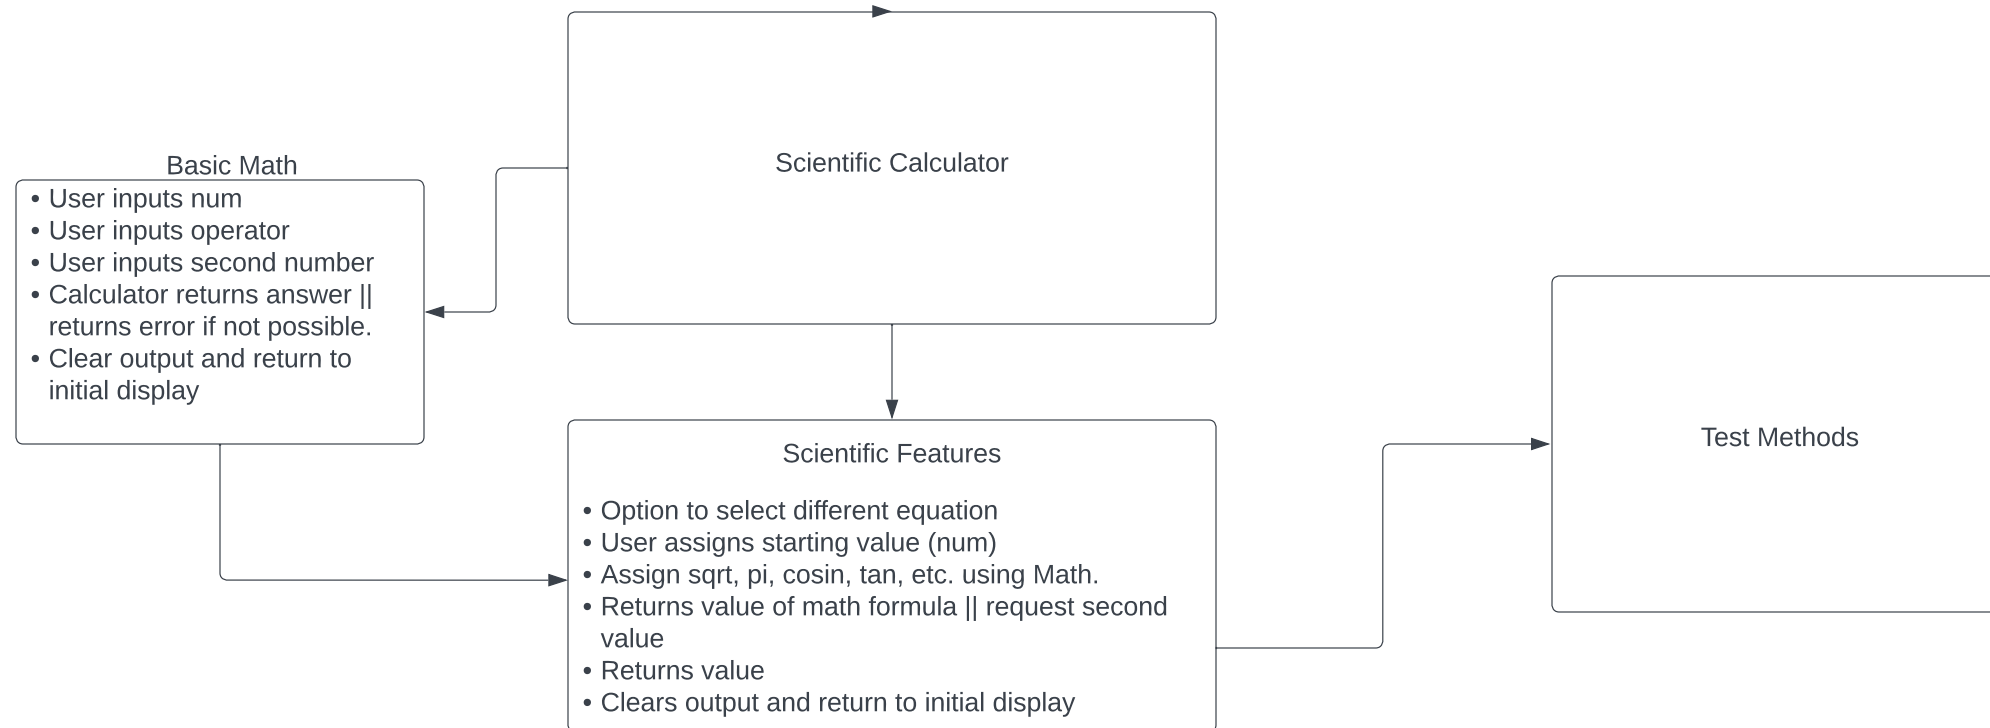 Scientific Calculator
Basic Math
• User inputs num
• User inputs operator
• User inputs second number
• Calculator returns answer ||
returns error if not possible.
• Clear output and return to
initial display
Scientific Features
• Option to select different equation
• User assigns starting value (num)
• Assign sqrt, pi, cosin, tan, etc. using Math.
• Returns value of math formula || request second
value
• Returns value
• Clears output and return to initial display
Test Methods